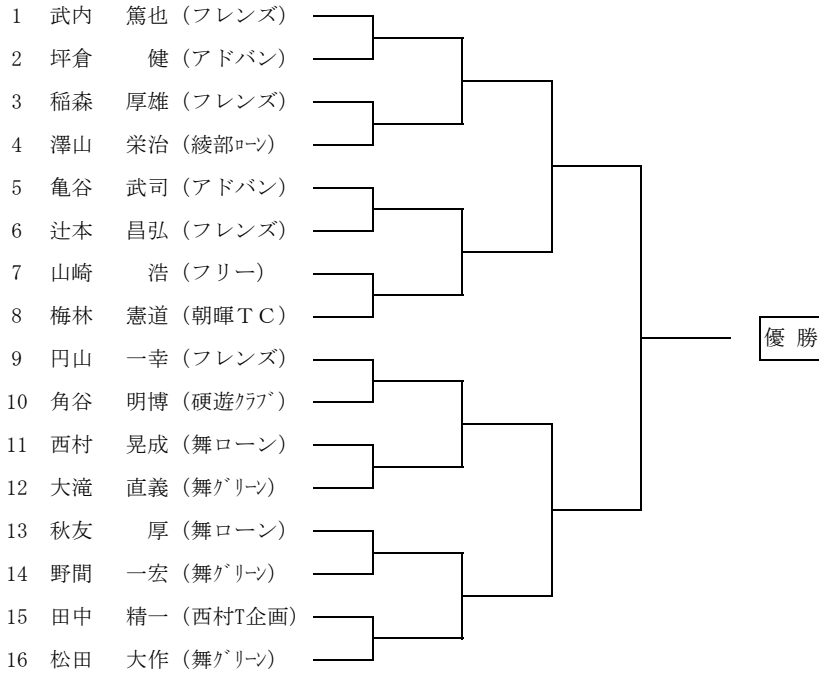 1 武内 篤也 (フレンズ)
2 坪倉 健 (アドバン)
3 稲森 厚雄 (フレンズ)
4 澤山 栄治 (綾部ﾛｰﾝ)
5 亀谷 武司 (アドバン)
6 辻本 昌弘 (フレンズ)
7 山崎 浩 (フリー)
8 梅林 憲道 (朝暉ＴＣ)
優 勝
9 円山 一幸 (フレンズ)
10 角谷 明博 (硬遊ｸﾗﾌﾞ)
11 西村 晃成 (舞ローン)
12 大滝 直義 (舞ｸﾞﾘｰﾝ)
13 秋友 厚 (舞ローン)
14 野間 一宏 (舞ｸﾞﾘｰﾝ)
15 田中 精一 (西村T企画)
16 松田 大作 (舞ｸﾞﾘｰﾝ)